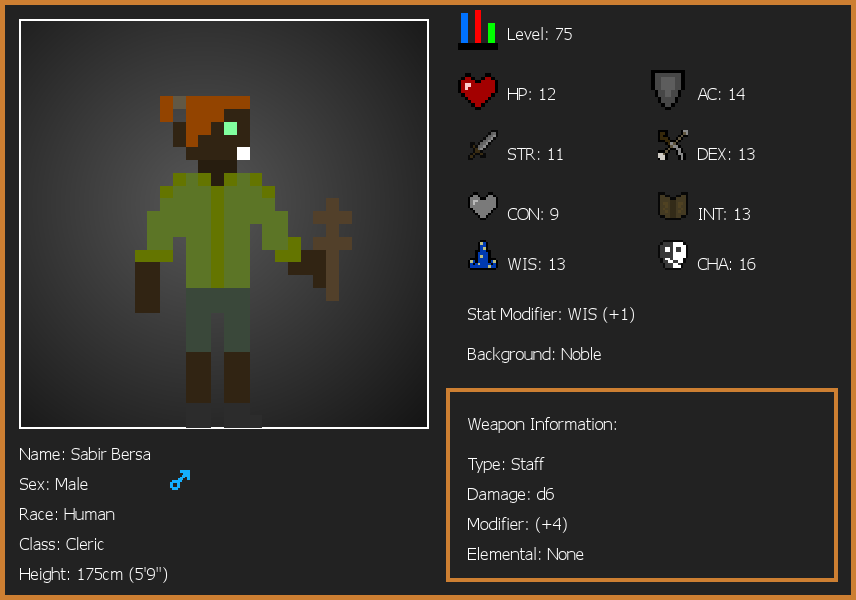 Level: 75
HP: 12
AC: 14
STR: 11
DEX: 13
CON: 9
INT: 13
WIS: 13
CHA: 16
Stat Modifier: WIS (+1)
Background: Noble
Weapon Information:
Type: Staff
Damage: d6
Modifier: (+4)
Elemental: None
Name: Sabir Bersa
Sex: Male
Race: Human
Class: Cleric
Height: 175cm (5'9")